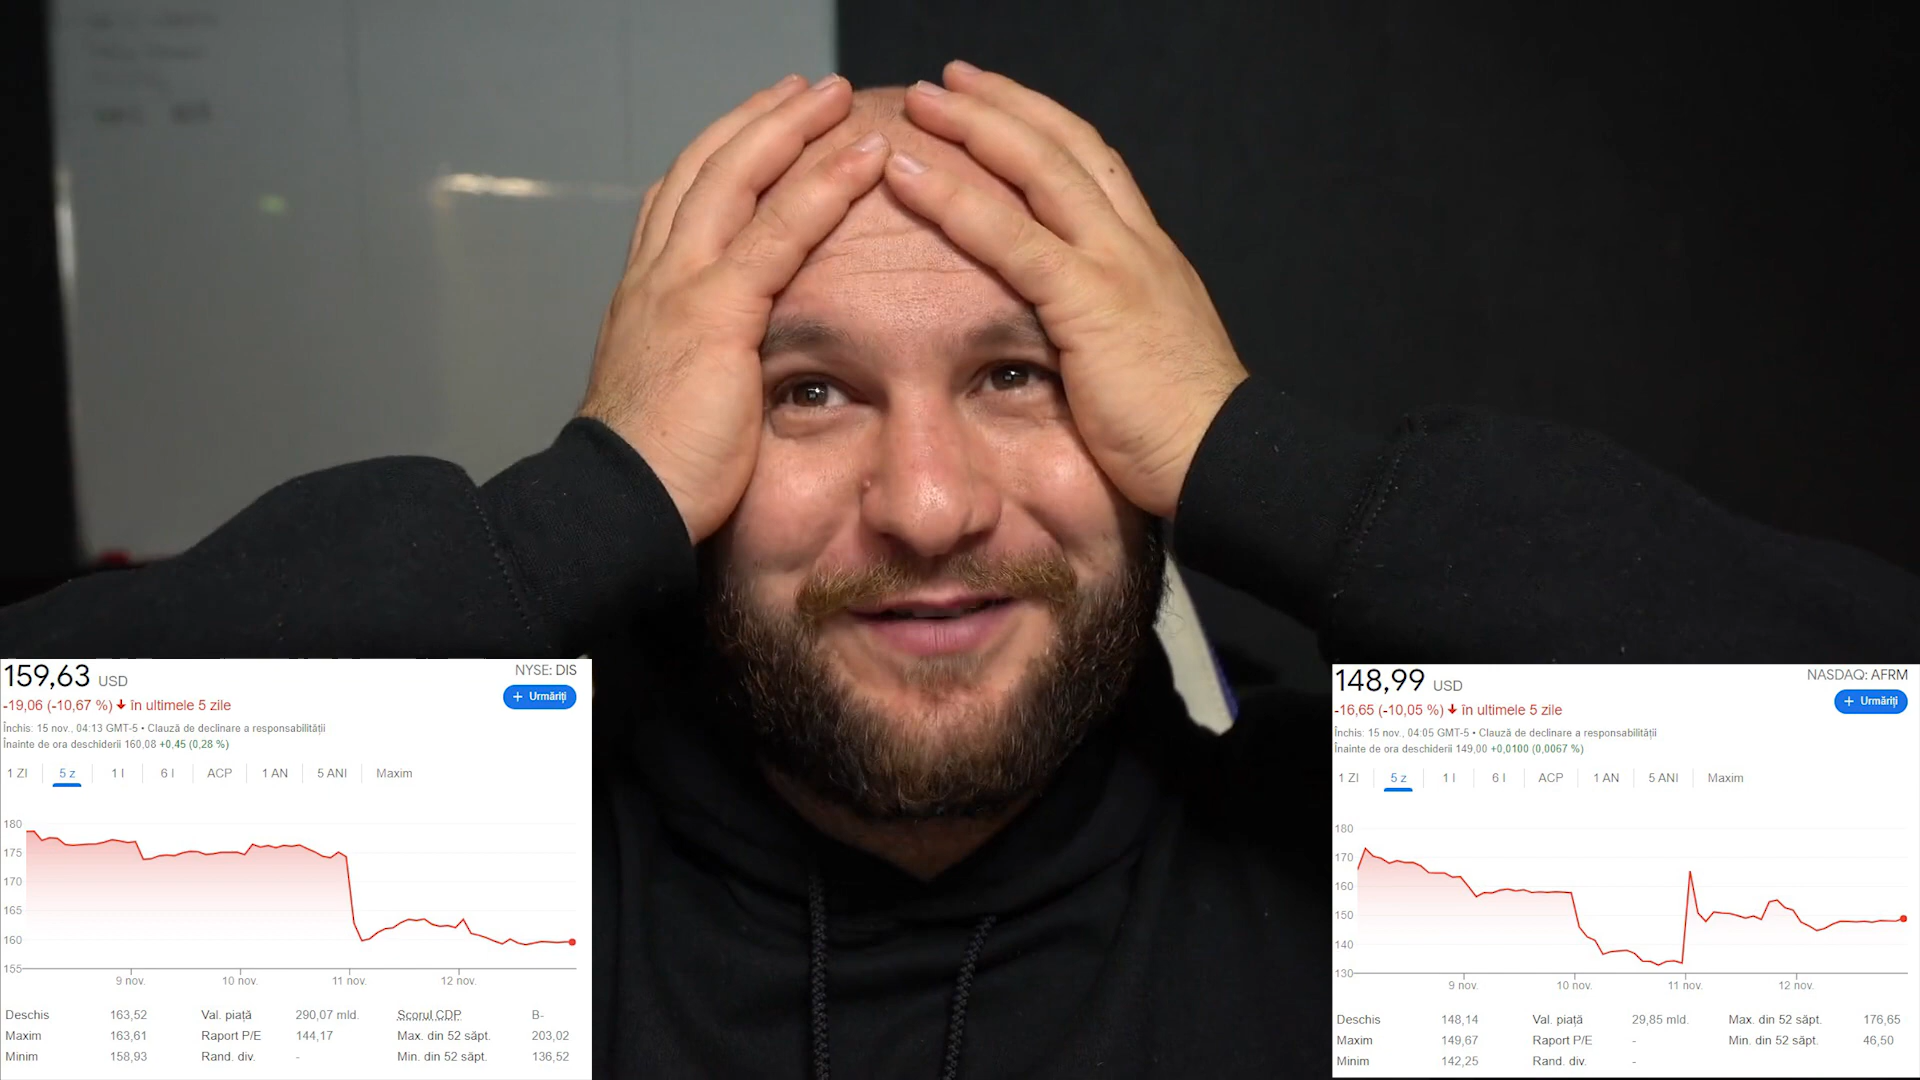 159,63 USD
NYSE: DIS
-19,06 (-10,67 %) ↓ în ultimele 5 zile
+ Urmăriți
Închis: 15 nov., 04:13 GMT-5 • Clauză de declinare a responsabilității
Înainte de ora deschiderii 160,08 +0,45 (0,28 %)
1 ZI 5 z 1 l 6 l ACP 1 AN 5 ANI Maxim
180
175
170
165
160
155
9 nov. 10 nov. 11 nov. 12 nov.
Deschis 163,52 Val. piață 290,07 mld. Scorul CDP B-
Maxim 163,61 Raport P/E 144,17 Max. din 52 săpt. 203,02
Minim 158,93 Rand. div. - Min. din 52 săpt. 136,52
148,99 USD
NASDAQ: AFRM
-16,65 (-10,05 %) ↓ în ultimele 5 zile
+ Urmăriți
Închis: 15 nov., 04:05 GMT-5 • Clauză de declinare a responsabilității
Înainte de ora deschiderii 149,00 +0,0100 (0,0067 %)
1 ZI 5 z 1 l 6 l ACP 1 AN 5 ANI Maxim
180
170
160
150
140
130
9 nov. 10 nov. 11 nov. 12 nov.
Deschis 148,14 Val. piață 29,85 mld. Max. din 52 săpt. 176,65
Maxim 149,67 Raport P/E - Min. din 52 săpt. 46,50
Minim 142,25 Rand. div. -